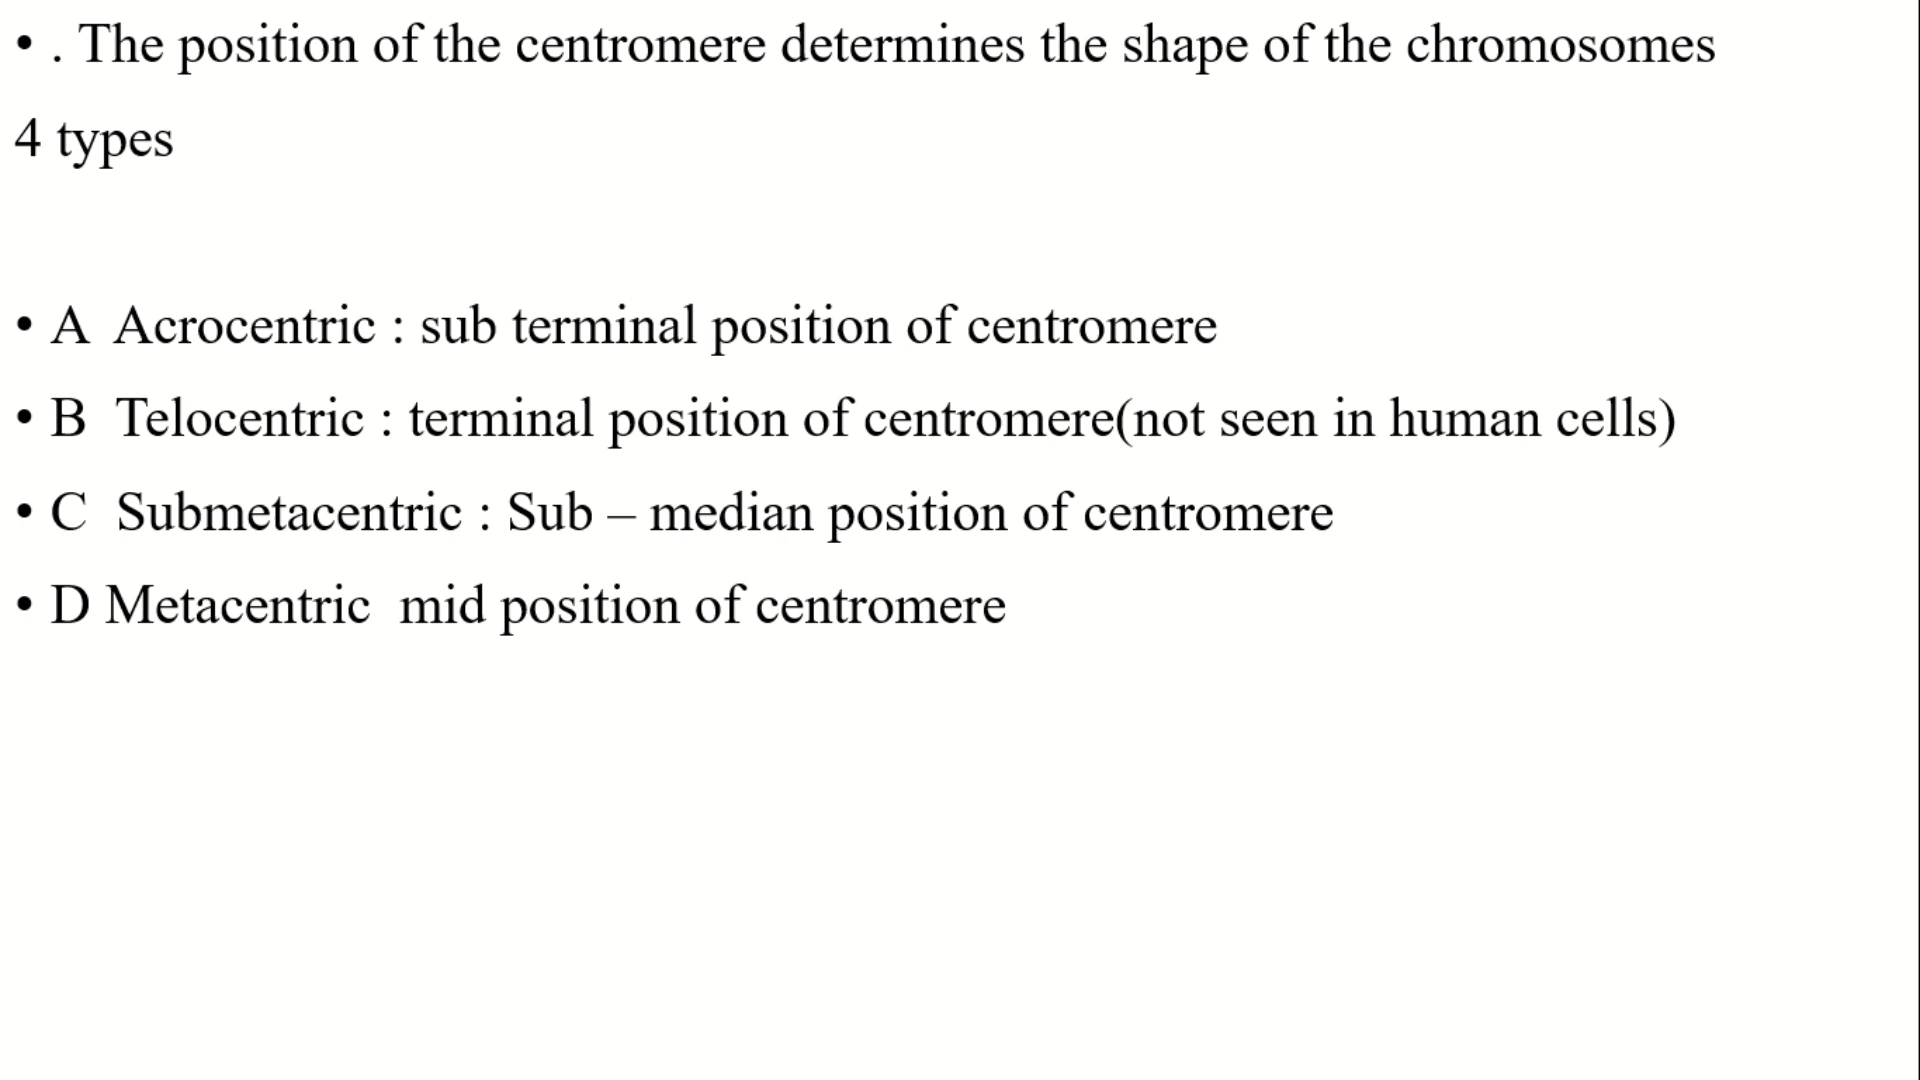 • . The position of the centromere determines the shape of the chromosomes
4 types
• A  Acrocentric : sub terminal position of centromere
• B  Telocentric : terminal position of centromere(not seen in human cells)
• C  Submetacentric : Sub – median position of centromere
• D Metacentric  mid position of centromere